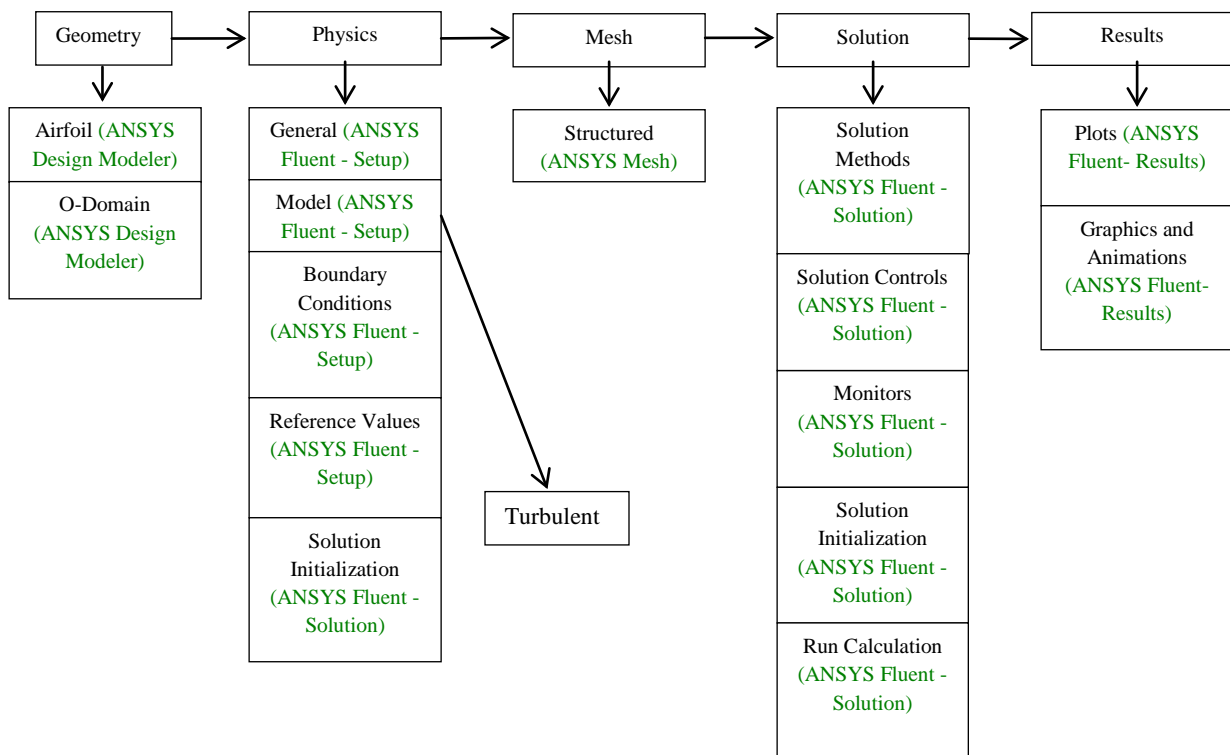 Geometry
Physics
Mesh
Solution
Results
Airfoil (ANSYS
Design Modeler)
O-Domain
(ANSYS Design
Modeler)
General (ANSYS
Fluent - Setup)
Model (ANSYS
Fluent - Setup)
Boundary
Conditions
(ANSYS Fluent -
Setup)
Reference Values
(ANSYS Fluent -
Setup)
Solution
Initialization
(ANSYS Fluent -
Solution)
Turbulent
Structured
(ANSYS Mesh)
Solution
Methods
(ANSYS Fluent -
Solution)
Solution Controls
(ANSYS Fluent -
Solution)
Monitors
(ANSYS Fluent -
Solution)
Solution
Initialization
(ANSYS Fluent -
Solution)
Run Calculation
(ANSYS Fluent -
Solution)
Plots (ANSYS
Fluent- Results)
Graphics and
Animations
(ANSYS Fluent-
Results)